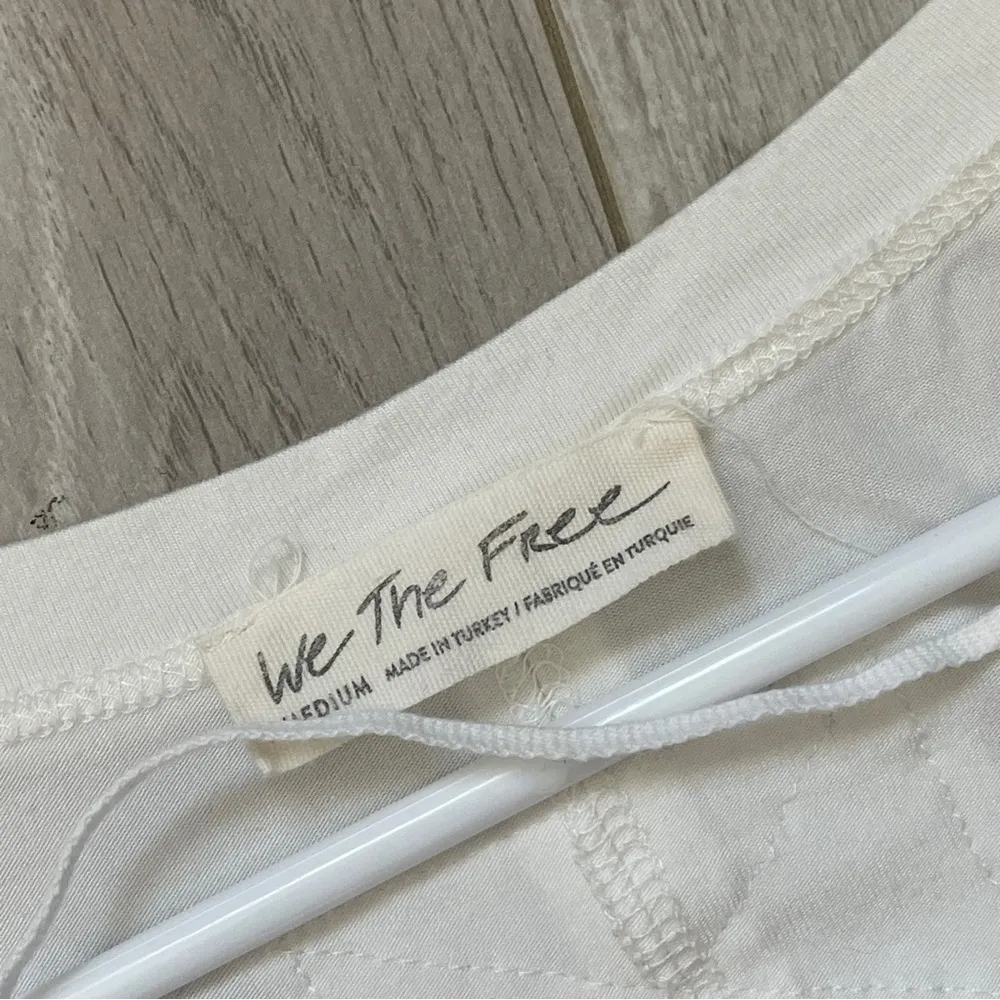 We The Free
MEDIUM MADE IN TURKEY / FABRIQUÉ EN TURQUIE